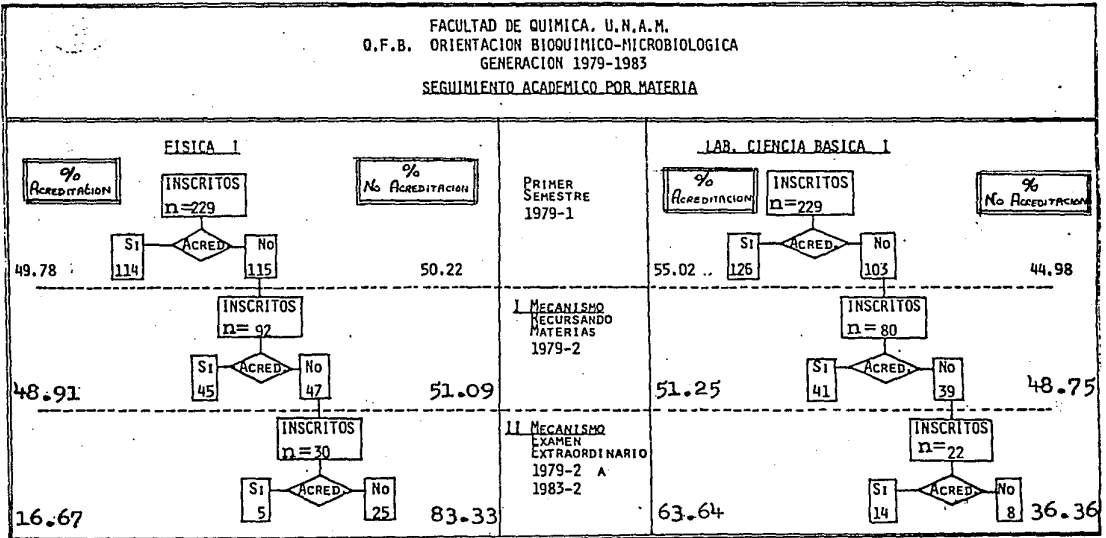 FACULTAD DE QUIMICA. U.N.A.M.
Q.F.B. ORIENTACION BIOQUIMICO-MICROBIOLOGICA
GENERACION 1979-1983
SEGUIMIENTO ACADEMICO POR MATERIA
FISICA I
% ACREDITACION
INSCRITOS
n=229
% No ACREDITACION
SI
114
ACRED.
No
115
49.78
50.22
INSCRITOS
n= 92
SI
45
ACRED.
No
47
48.91
51.09
INSCRITOS
n=30
SI
5
ACRED.
No
25
16.67
83.33
PRIMER
SEMESTRE
1979-1
I MECANISMO
RECURSANDO
MATERIAS
1979-2
II MECANISMO
EXAMEN
EXTRAORDINARIO
1979-2 A
1983-2
LAB. CIENCIA BASICA I
% ACREDITACION
INSCRITOS
n=229
% No ACREDITACION
SI
126
ACRED.
No
103
55.02
44.98
INSCRITOS
n= 80
SI
41
ACRED.
No
39
51.25
48.75
INSCRITOS
n=22
SI
14
ACRED.
No
8
63.64
36.36